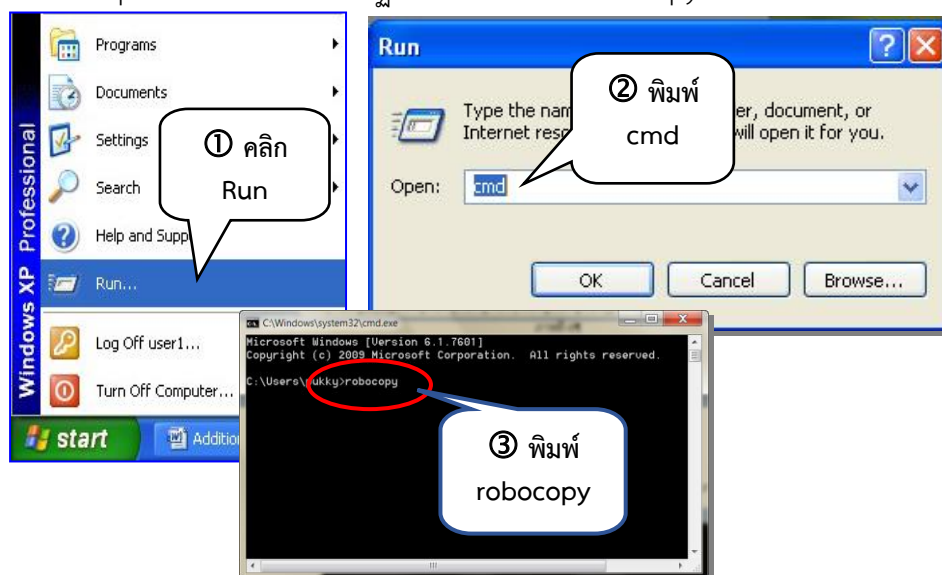 Windows XP Professional
Programs
Documents
Settings
Search
Help and Supp
Run...
Log Off user1...
Turn Off Computer...
start
Addition
① คลิก
Run
Run
Type the nam er, document, or
Internet reso will open it for you.
Open: cmd
OK Cancel Browse...
② พิมพ์
cmd
C:\Windows\system32\cmd.exe
Microsoft Windows [Version 6.1.7601]
Copyright (c) 2009 Microsoft Corporation. All rights reserved.
C:\Users\pukky>robocopy
③ พิมพ์
robocopy